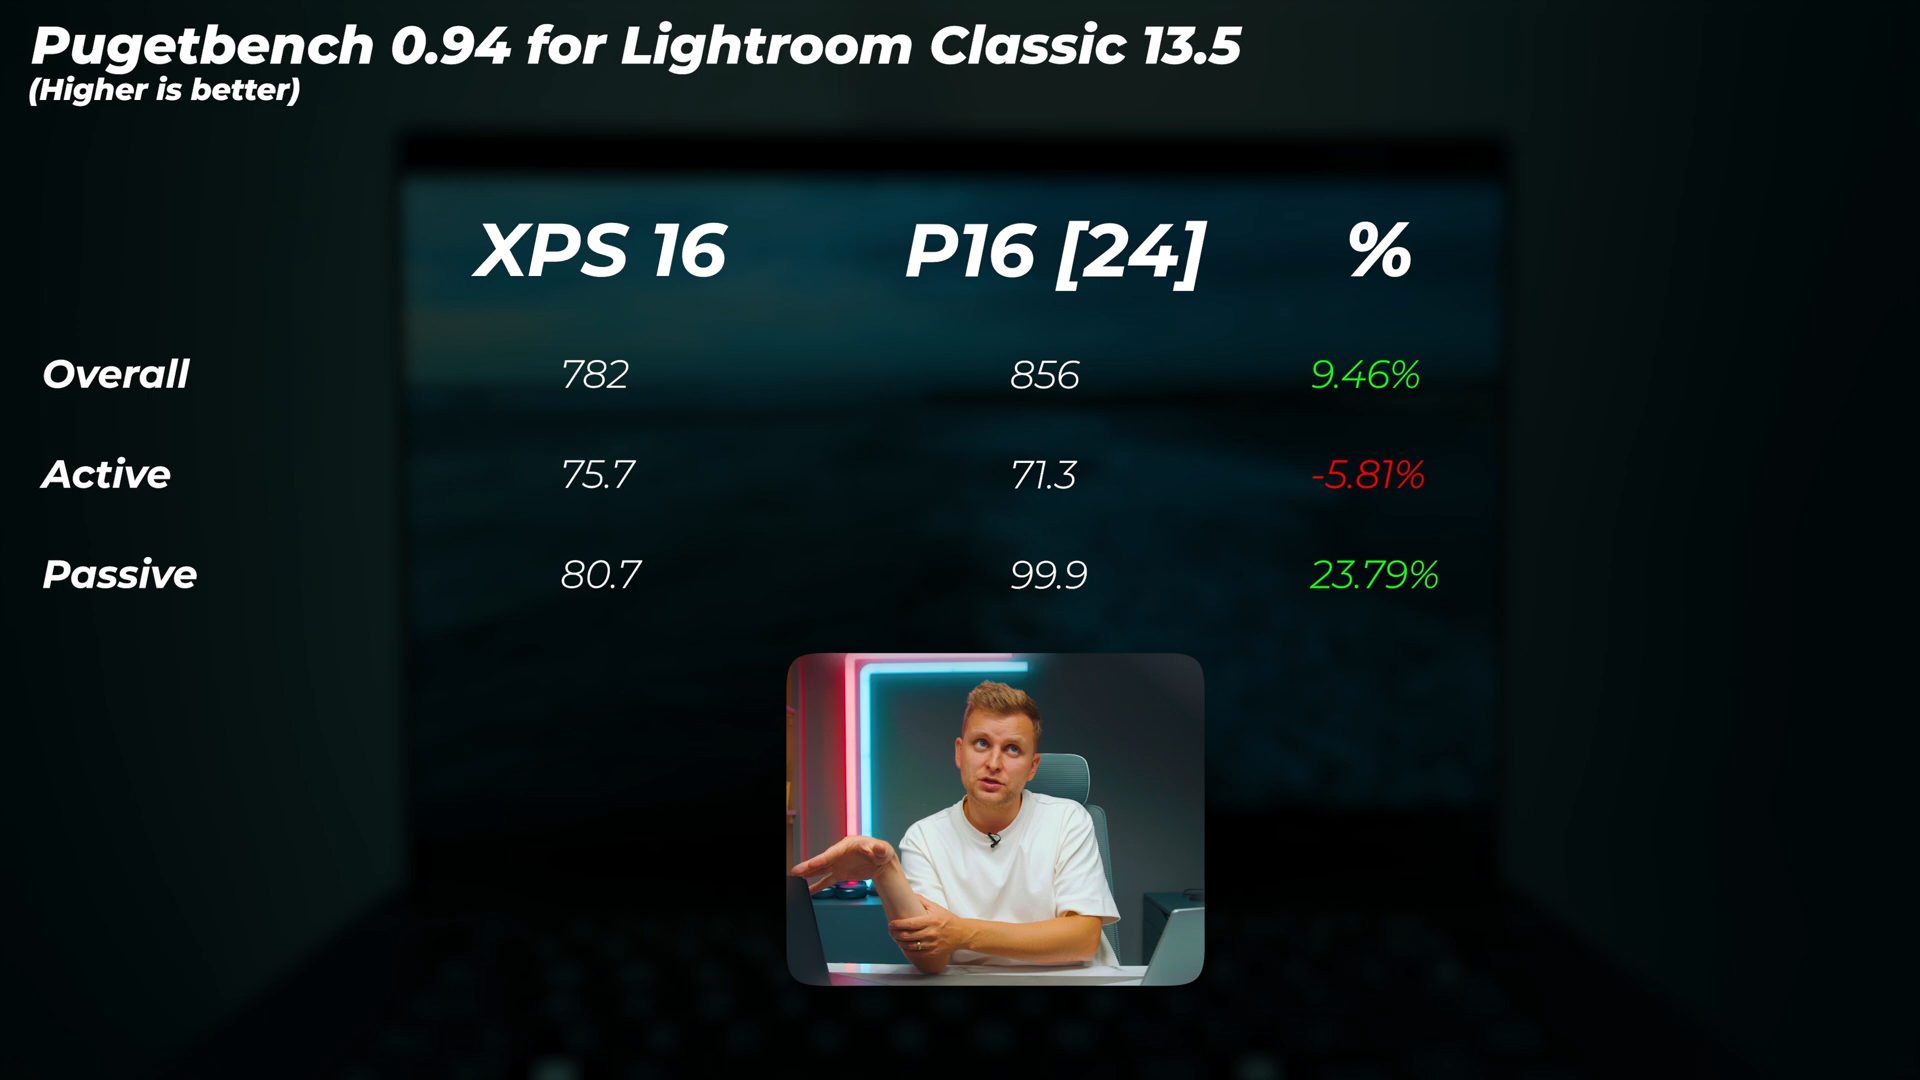 Pugetbench 0.94 for Lightroom Classic 13.5
(Higher is better)
XPS 16 P16 [24] %
Overall 782 856 9.46%
Active 75.7 71.3 -5.81%
Passive 80.7 99.9 23.79%